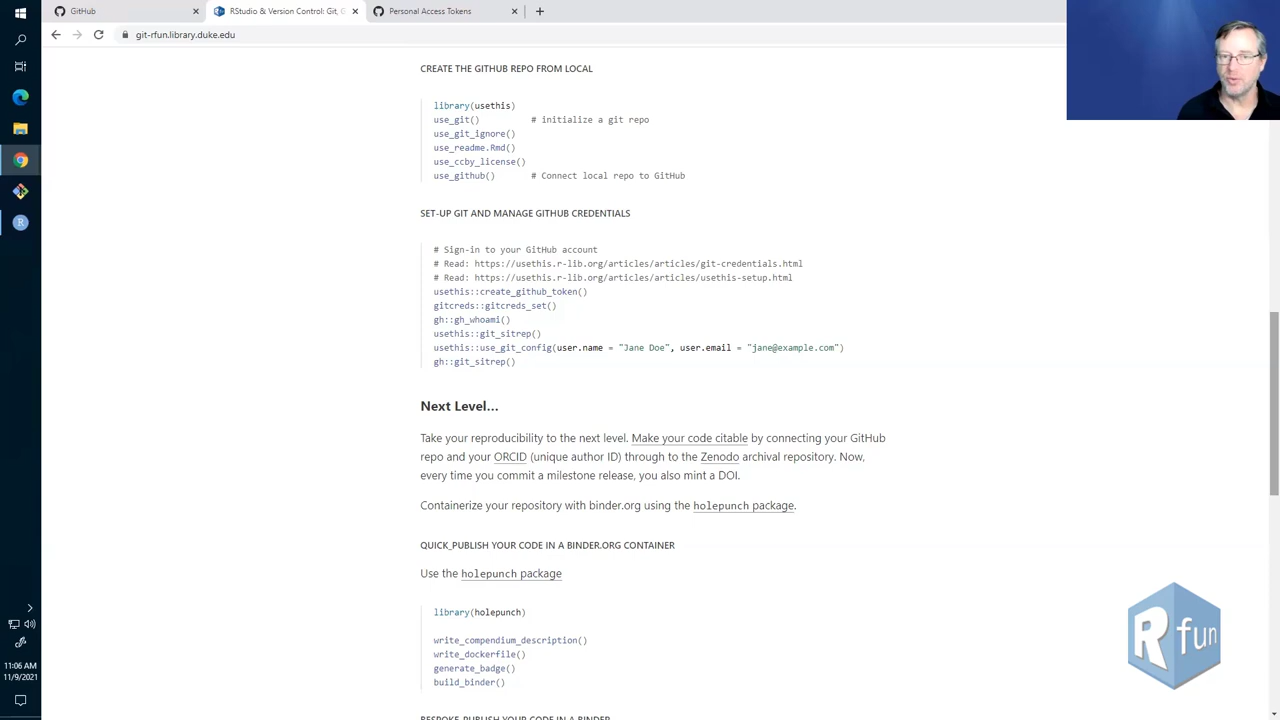 GitHub
RStudio & Version Control: Git, G
Personal Access Tokens
git-rfun.library.duke.edu
CREATE THE GITHUB REPO FROM LOCAL
library(usethis)
use_git() # initialize a git repo
use_git_ignore()
use_readme.Rmd()
use_ccby_license()
use_github() # Connect local repo to GitHub
SET-UP GIT AND MANAGE GITHUB CREDENTIALS
# Sign-in to your GitHub account
# Read: https://usethis.r-lib.org/articles/articles/git-credentials.html
# Read: https://usethis.r-lib.org/articles/articles/usethis-setup.html
usethis::create_github_token()
gitcreds::gitcreds_set()
gh::gh_whoami()
usethis::git_sitrep()
usethis::use_git_config(user.name = "Jane Doe", user.email = "jane@example.com")
gh::git_sitrep()
Next Level...
Take your reproducibility to the next level. Make your code citable by connecting your GitHub
repo and your ORCID (unique author ID) through to the Zenodo archival repository. Now,
every time you commit a milestone release, you also mint a DOI.
Containerize your repository with binder.org using the holepunch package.
QUICK_PUBLISH YOUR CODE IN A BINDER.ORG CONTAINER
Use the holepunch package
library(holepunch)
write_compendium_description()
write_dockerfile()
generate_badge()
build_binder()
BESPOKE_PUBLISH YOUR CODE IN A BINDER
R fun
11:06 AM
11/9/2021